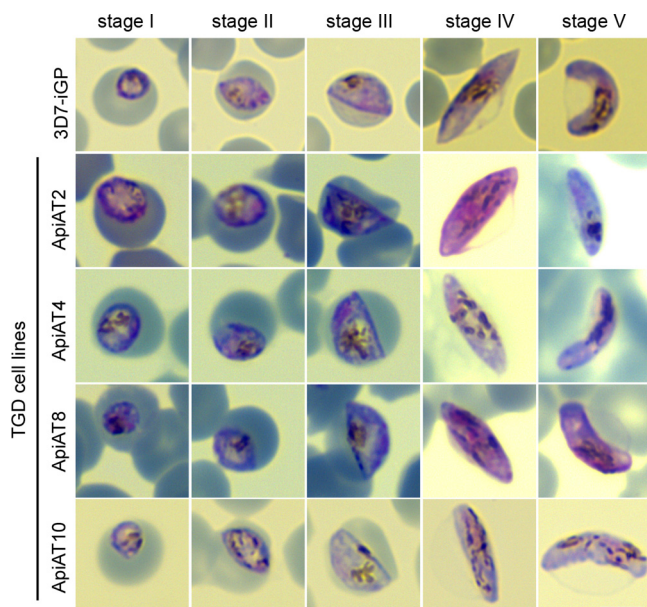 stage I stage II stage III stage IV stage V
3D7-iGP
TGD cell lines
ApiAT2
ApiAT4
ApiAT8
ApiAT10